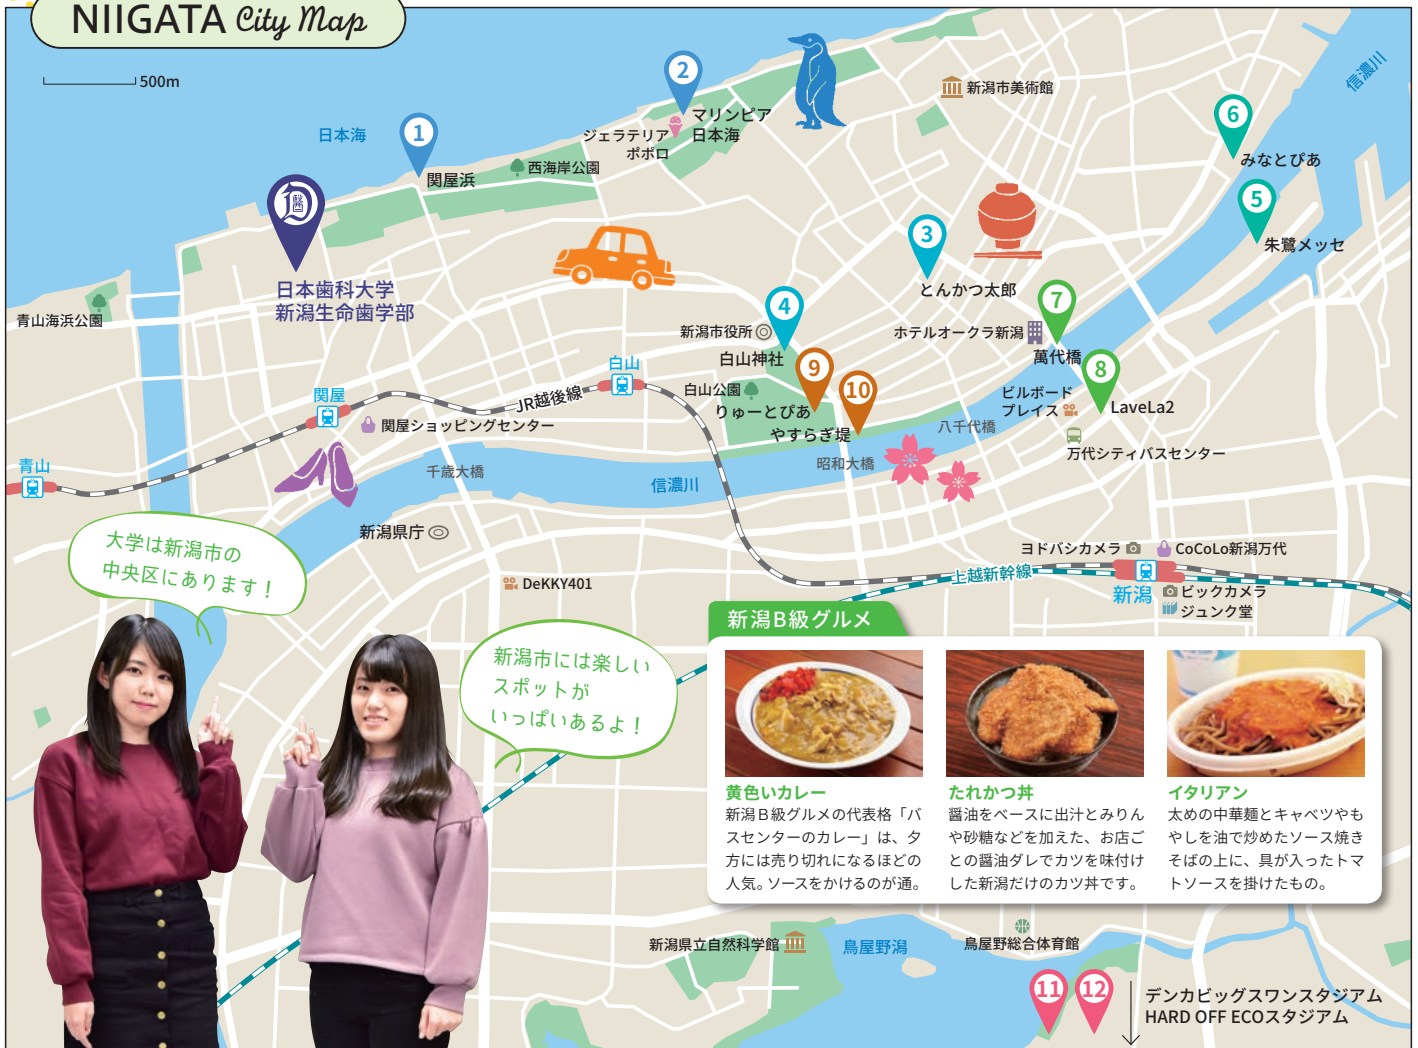 NIIGATA City Map
500m
日本海
1
2
マリンピア
日本海
ジェラテリア
ポポロ
西海岸公園
関屋浜
新潟市美術館
信濃川
6
みなとぴあ
5
朱鷺メッセ
醫
日本歯科大学
新潟生命歯学部
青山海浜公園
3
とんかつ太郎
4
新潟市役所
白山神社
ホテルオークラ新潟
7
萬代橋
8
LaveLa2
ビルボード
プレイス
万代シティバスセンター
白山
白山公園
9
りゅーとぴあ
10
やすらぎ堤
八千代橋
昭和大橋
関屋
JR越後線
関屋ショッピングセンター
青山
千歳大橋
信濃川
新潟県庁
DeKKY401
ヨドバシカメラ
CoCoLo新潟万代
上越新幹線
新潟
ビックカメラ
ジュンク堂
大学は新潟市の
中央区にあります！
新潟市には楽しい
スポットが
いっぱいあるよ！
新潟B級グルメ
黄色いカレー
新潟Ｂ級グルメの代表格「バ
スセンターのカレー」は、夕
方には売り切れになるほどの
人気。ソースをかけるのが通。
たれかつ丼
醤油をベースに出汁とみりん
や砂糖などを加えた、お店ご
との醤油ダレでカツを味付け
した新潟だけのカツ丼です。
イタリアン
太めの中華麺とキャベツやも
やしを油で炒めたソース焼き
そばの上に、具が入ったトマ
トソースを掛けたもの。
新潟県立自然科学館
鳥屋野潟
鳥屋野総合体育館
11
12
デンカビッグスワンスタジアム
HARD OFF ECOスタジアム